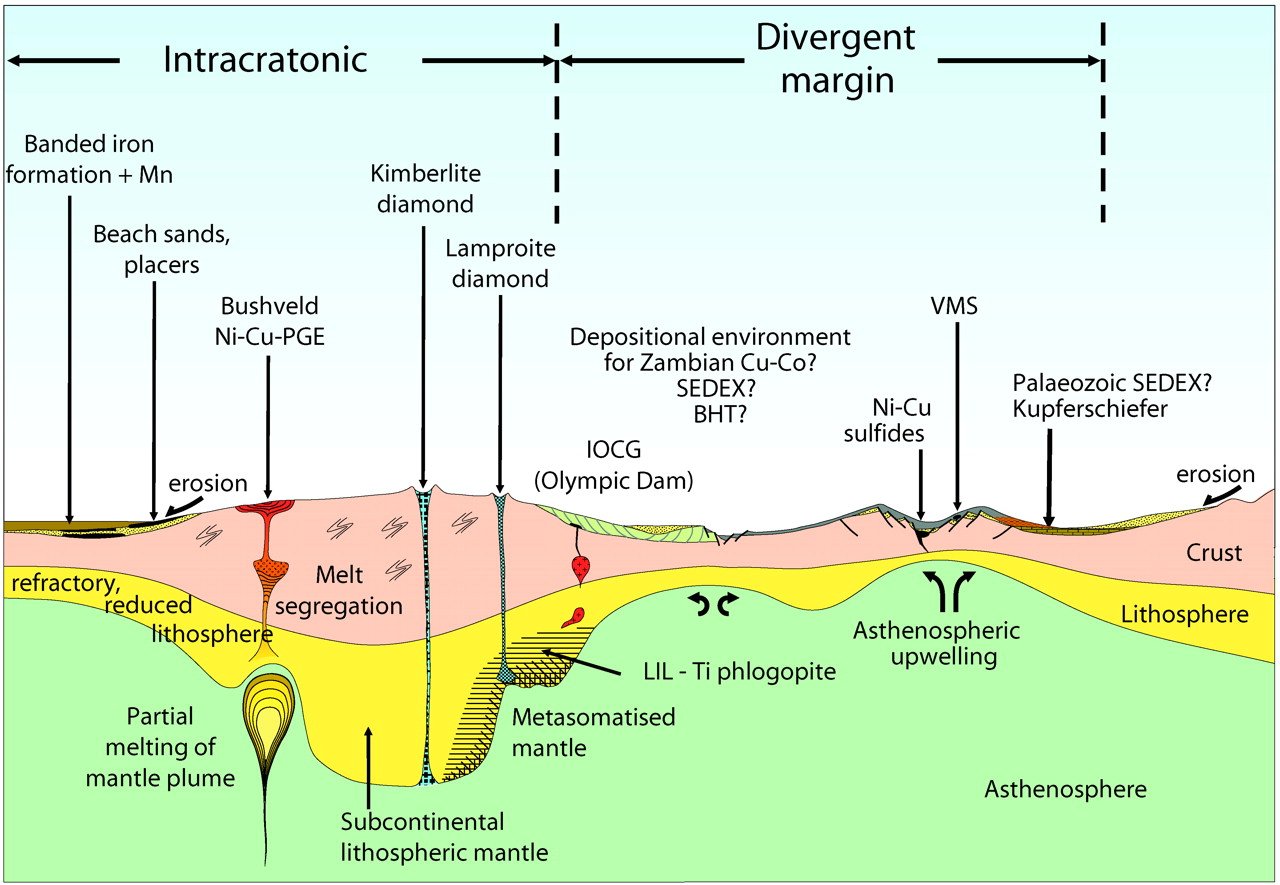 Intracratonic
Divergent
margin
Banded iron
formation + Mn
Beach sands,
placers
Bushveld
Ni-Cu-PGE
Kimberlite
diamond
Lamproite
diamond
Depositional environment
for Zambian Cu-Co?
SEDEX?
BHT?
IOCG
(Olympic Dam)
VMS
Ni-Cu
sulfides
Palaeozoic SEDEX?
Kupferschiefer
erosion
erosion
refractory,
reduced
lithosphere
Melt
segregation
Crust
Lithosphere
Asthenospheric
upwelling
LIL - Ti phlogopite
Metasomatised
mantle
Partial
melting of
mantle plume
Subcontinental
lithospheric mantle
Asthenosphere